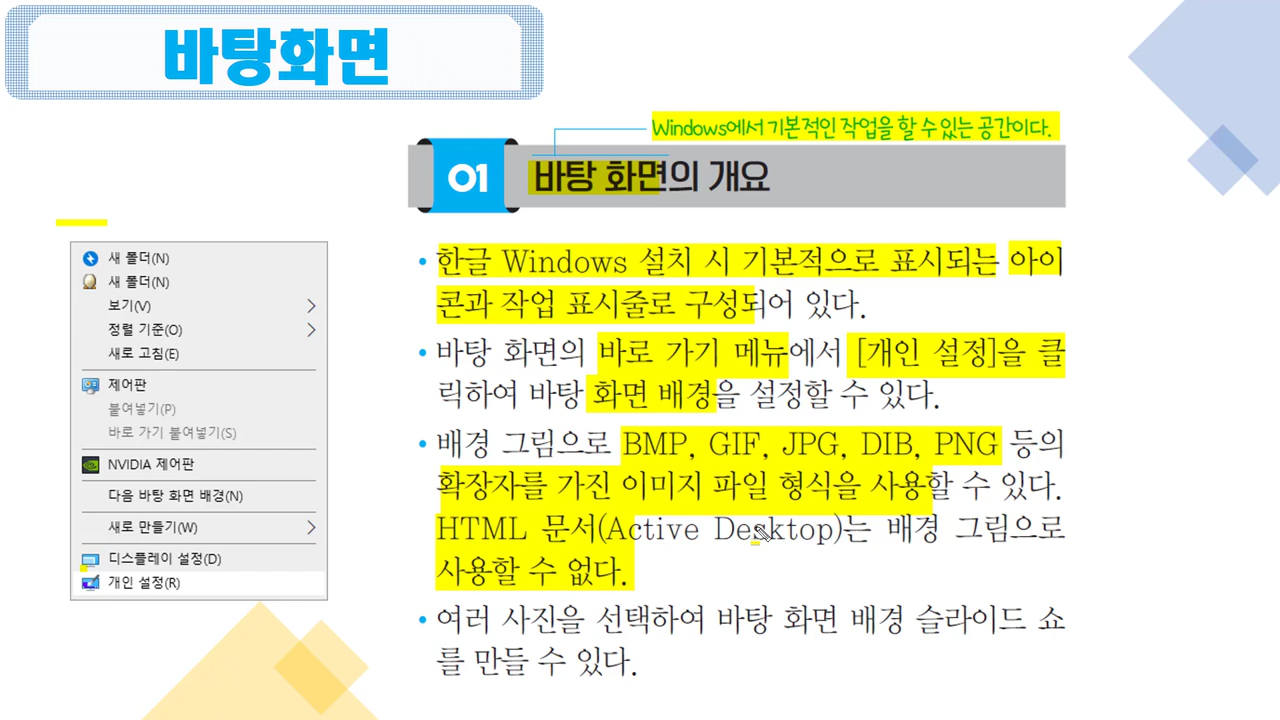 바탕화면
Windows에서 기본적인 작업을 할 수 있는 공간이다.
01 바탕 화면의 개요
• 한글 Windows 설치 시 기본적으로 표시되는 아이
콘과 작업 표시줄로 구성되어 있다.
• 바탕 화면의 바로 가기 메뉴에서 [개인 설정]을 클
릭하여 바탕 화면 배경을 설정할 수 있다.
• 배경 그림으로 BMP, GIF, JPG, DIB, PNG 등의
확장자를 가진 이미지 파일 형식을 사용할 수 있다.
HTML 문서(Active Desktop)는 배경 그림으로
사용할 수 없다.
• 여러 사진을 선택하여 바탕 화면 배경 슬라이드 쇼
를 만들 수 있다.
새 폴더(N)
새 폴더(N)
보기(V)
정렬 기준(O)
새로 고침(E)
제어판
붙여넣기(P)
바로 가기 붙여넣기(S)
NVIDIA 제어판
다음 바탕 화면 배경(N)
새로 만들기(W)
디스플레이 설정(D)
개인 설정(R)